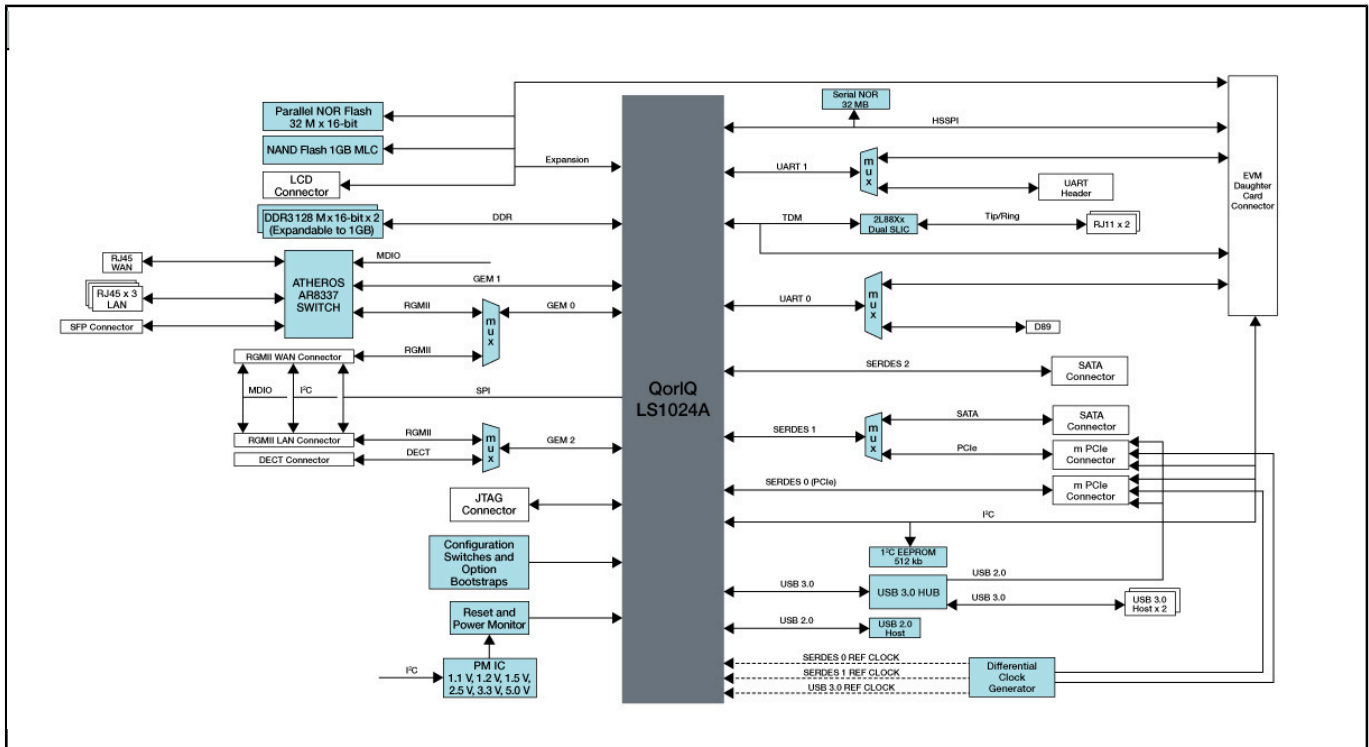 Parallel NOR Flash
32 M x 16-bit
NAND Flash 1GB MLC
LCD
Connector
DDR3 128 M x 16-bit x 2
(Expandable to 1GB)
Expansion
DDR
RJ45
WAN
RJ45 x 3
LAN
SFP Connector
ATHEROS
AR8337
SWITCH
MDIO
GEM 1
RGMII
mux
GEM 0
RGMII
RGMII WAN Connector
MDIO
I²C
SPI
RGMII LAN Connector
DECT Connector
RGMII
DECT
mux
GEM 2
JTAG
Connector
Configuration
Switches and
Option
Bootstraps
Reset and
Power Monitor
I²C
PM IC
1.1 V, 1.2 V, 1.5 V,
2.5 V, 3.3 V, 5.0 V
QorIQ
LS1024A
Serial NOR
32 MB
HSSPI
UART 1
mux
UART
Header
TDM
2L88Xx
Dual SLIC
Tip/Ring
RJ11 x 2
UART 0
mux
D89
EVM
Daughter
Card
Connector
SERDES 2
SATA
Connector
SERDES 1
mux
SATA
SATA
Connector
PCIe
m PCIe
Connector
SERDES 0 (PCIe)
m PCIe
Connector
I²C
1²C EEPROM
512 kb
USB 3.0
USB 3.0 HUB
USB 2.0
USB 3.0
USB 3.0
Host x 2
USB 2.0
USB 2.0
Host
SERDES 0 REF CLOCK
SERDES 1 REF CLOCK
USB 3.0 REF CLOCK
Differential
Clock
Generator